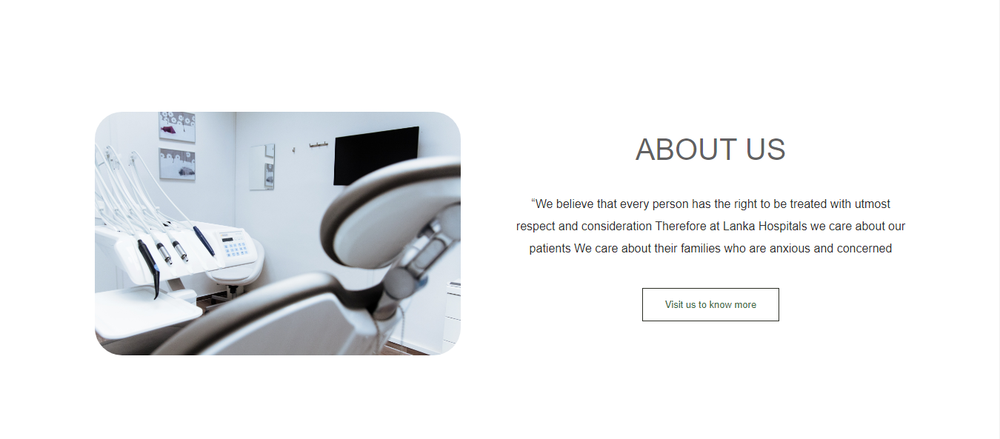 ABOUT US
“We believe that every person has the right to be treated with utmost
respect and consideration Therefore at Lanka Hospitals we care about our
patients We care about their families who are anxious and concerned
Visit us to know more